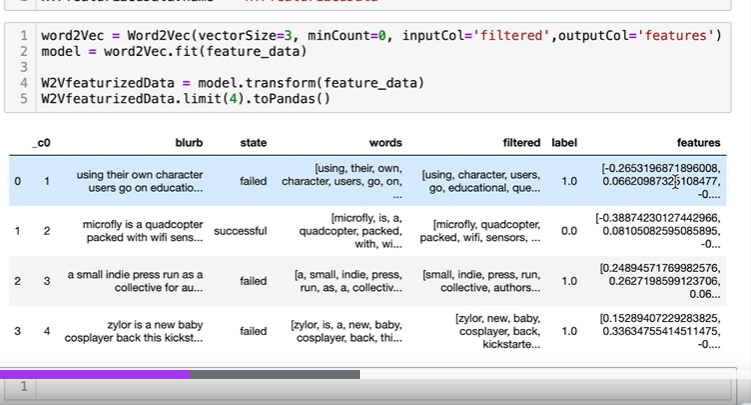 1 word2Vec = Word2Vec(vectorSize=3, minCount=0, inputCol='filtered',outputCol='features')
2 model = word2Vec.fit(feature_data)
3
4 W2VfeaturizedData = model.transform(feature_data)
5 W2VfeaturizedData.limit(4).toPandas()
_c0 blurb state words filtered label features
0 1 using their own character users go on educatio... failed [using, their, own, character, users, go, on, ... [using, character, users, go, educational, que... 1.0 [-0.2653196871896008, 0.0662098732 5108477, -0....
1 2 microfly is a quadcopter packed with wifi sens... successful [microfly, is, a, quadcopter, packed, with, wi... [microfly, quadcopter, packed, wifi, sensors, ... 0.0 [-0.38874230127442966, 0.08105082595085895, -0...
2 3 a small indie press run as a collective for au... failed [a, small, indie, press, run, as, a, collectiv... [small, indie, press, run, collective, authors... 1.0 [0.24894571769982576, 0.2627198599123706, 0.06...
3 4 zylor is a new baby cosplayer back this kickst... failed [zylor, is, a, new, baby, cosplayer, back, thi... [zylor, new, baby, cosplayer, back, kickstarte... 1.0 [0.15289407229283825, 0.33634755414511475, -0....
1